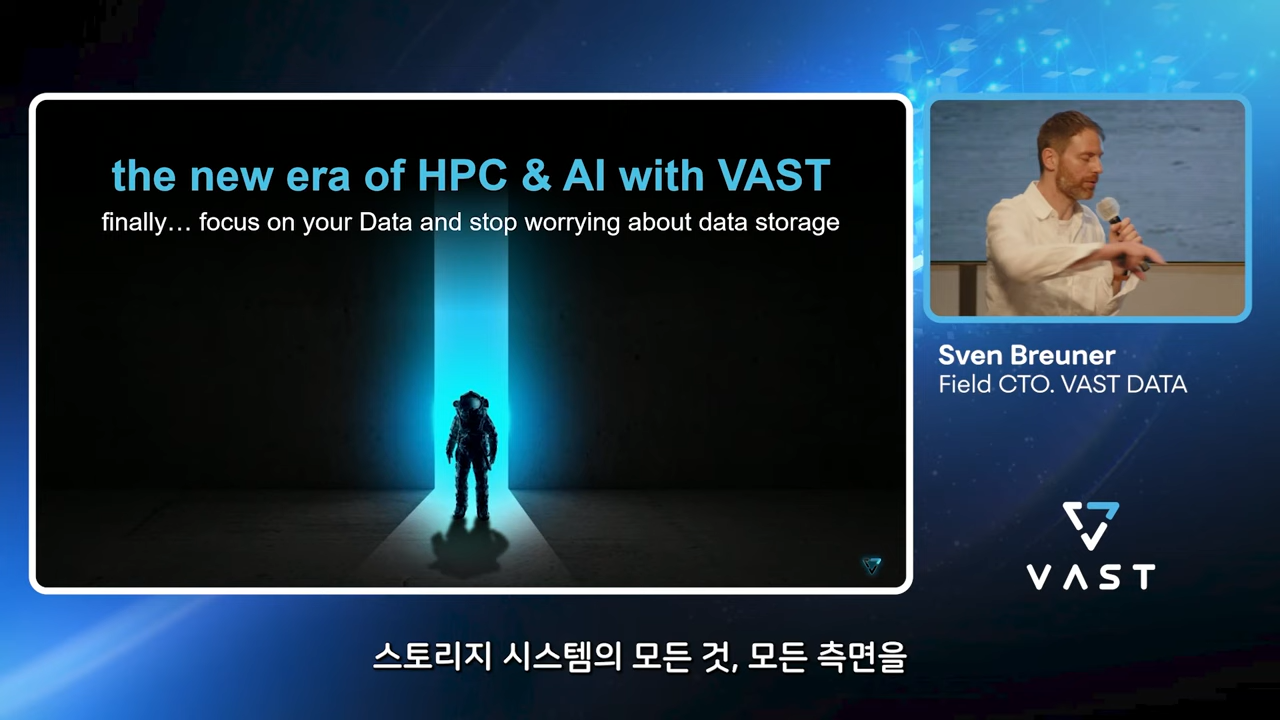 the new era of HPC & AI with VAST
finally… focus on your Data and stop worrying about data storage
Sven Breuner
Field CTO. VAST DATA
VAST
스토리지 시스템의 모든 것, 모든 측면을